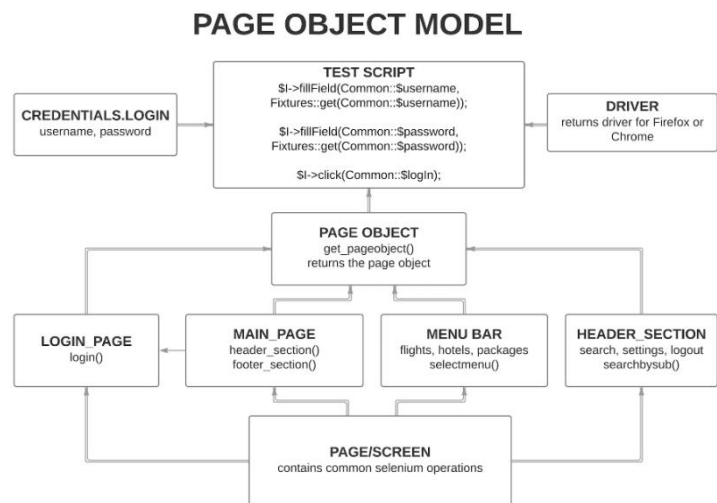 PAGE OBJECT MODEL
TEST SCRIPT
$I->fillField(Common::$username,
Fixtures::get(Common::$username));
$I->fillField(Common::$password,
Fixtures::get(Common::$password));
$I->click(Common::$logIn);
CREDENTIALS.LOGIN
username, password
DRIVER
returns driver for Firefox or
Chrome
PAGE OBJECT
get_pageobject()
returns the page object
LOGIN_PAGE
login()
MAIN_PAGE
header_section()
footer_section()
MENU BAR
flights, hotels, packages
selectmenu()
HEADER_SECTION
search, settings, logout
searchbysub()
PAGE/SCREEN
contains common selenium operations